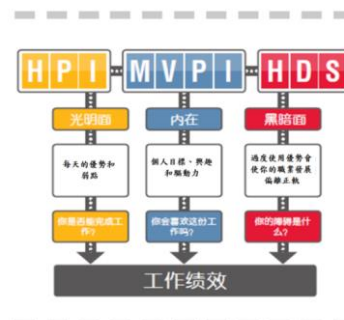 HPI MVPI HDS
光明面 内在 黑暗面
每天的優勢和
弱點
個人目標、興趣
和驅動力
過度使用優勢會
使你的職業發展
偏離正軌
你是否能完成工
作?
你会喜欢这份工
作吗?
你的障碍是什
么?
工作绩效